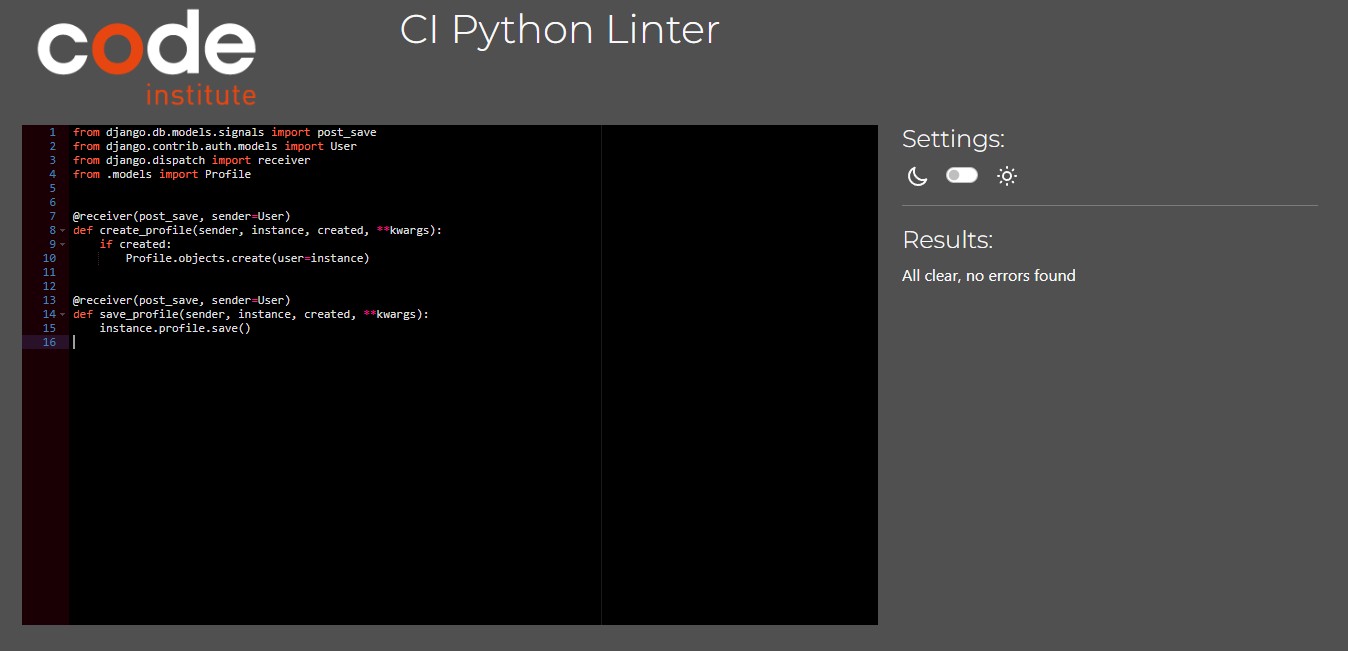 code
institute
CI Python Linter
1 from django.db.models.signals import post_save
2 from django.contrib.auth.models import User
3 from django.dispatch import receiver
4 from .models import Profile
5
6
7 @receiver(post_save, sender=User)
8 def create_profile(sender, instance, created, **kwargs):
9     if created:
10         Profile.objects.create(user=instance)
11
12
13 @receiver(post_save, sender=User)
14 def save_profile(sender, instance, created, **kwargs):
15     instance.profile.save()
16
Settings:
Results:
All clear, no errors found